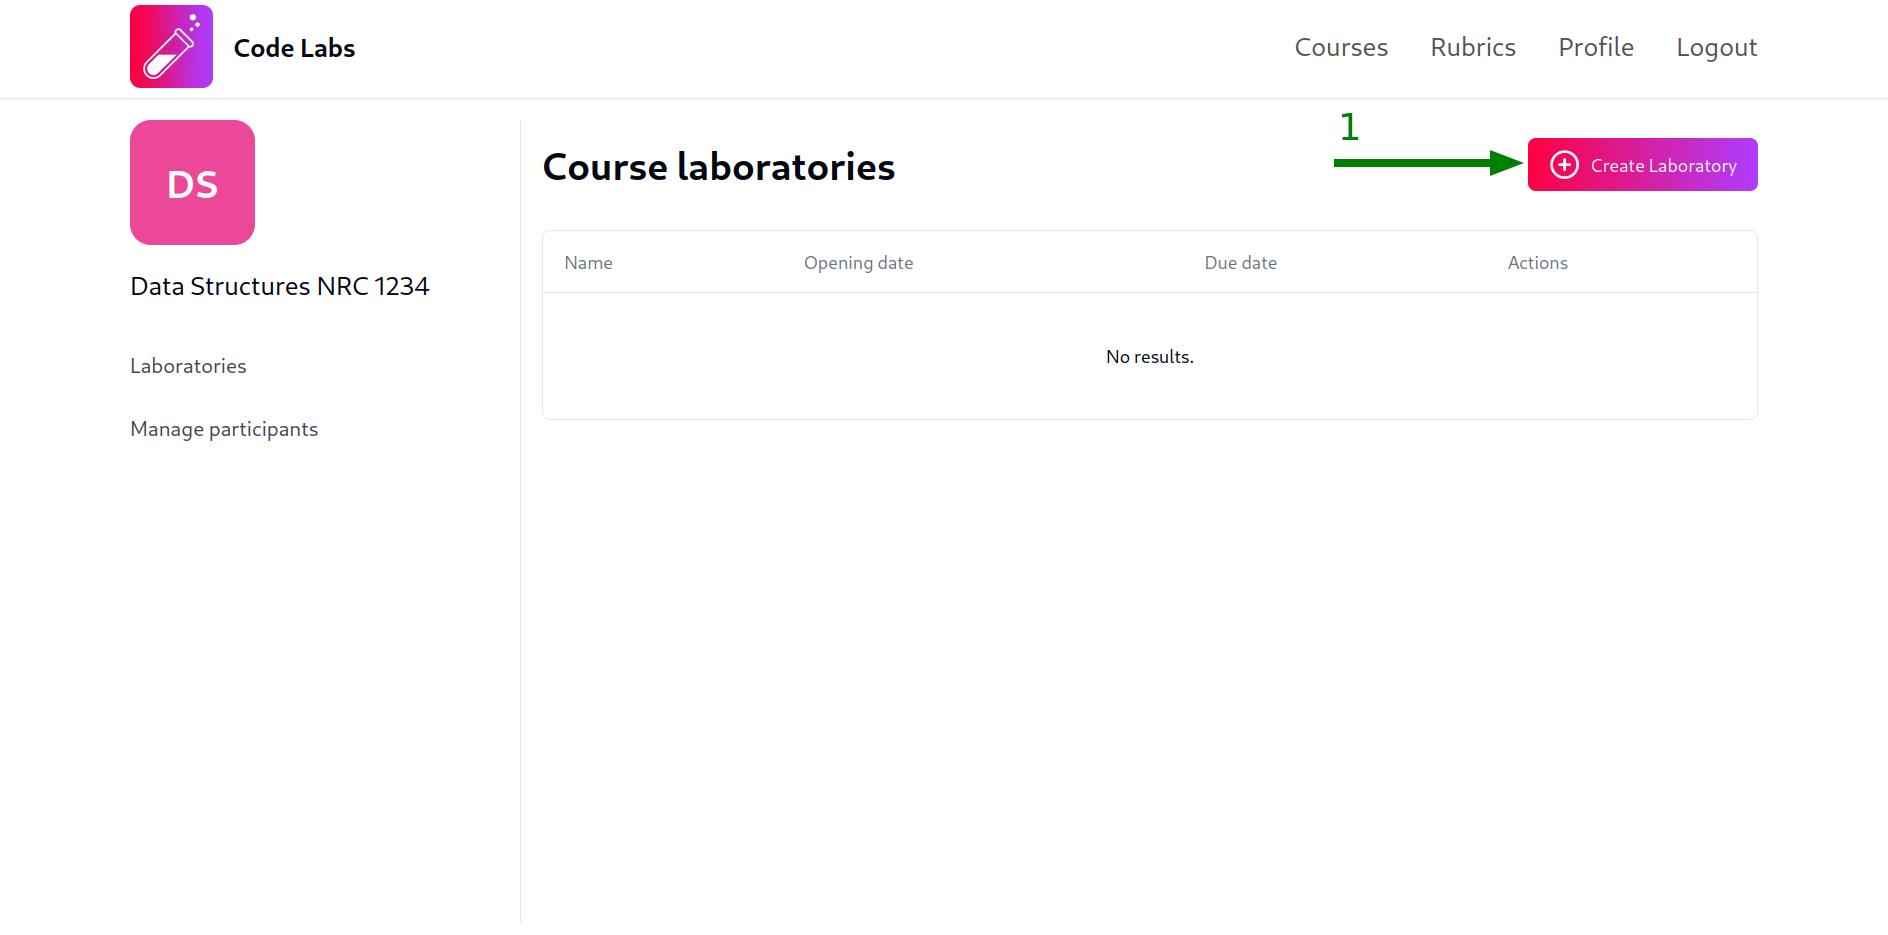 Code Labs
Courses Rubrics Profile Logout
DS
Data Structures NRC 1234
Laboratories
Manage participants
Course laboratories
1
Create Laboratory
Name Opening date Due date Actions
No results.